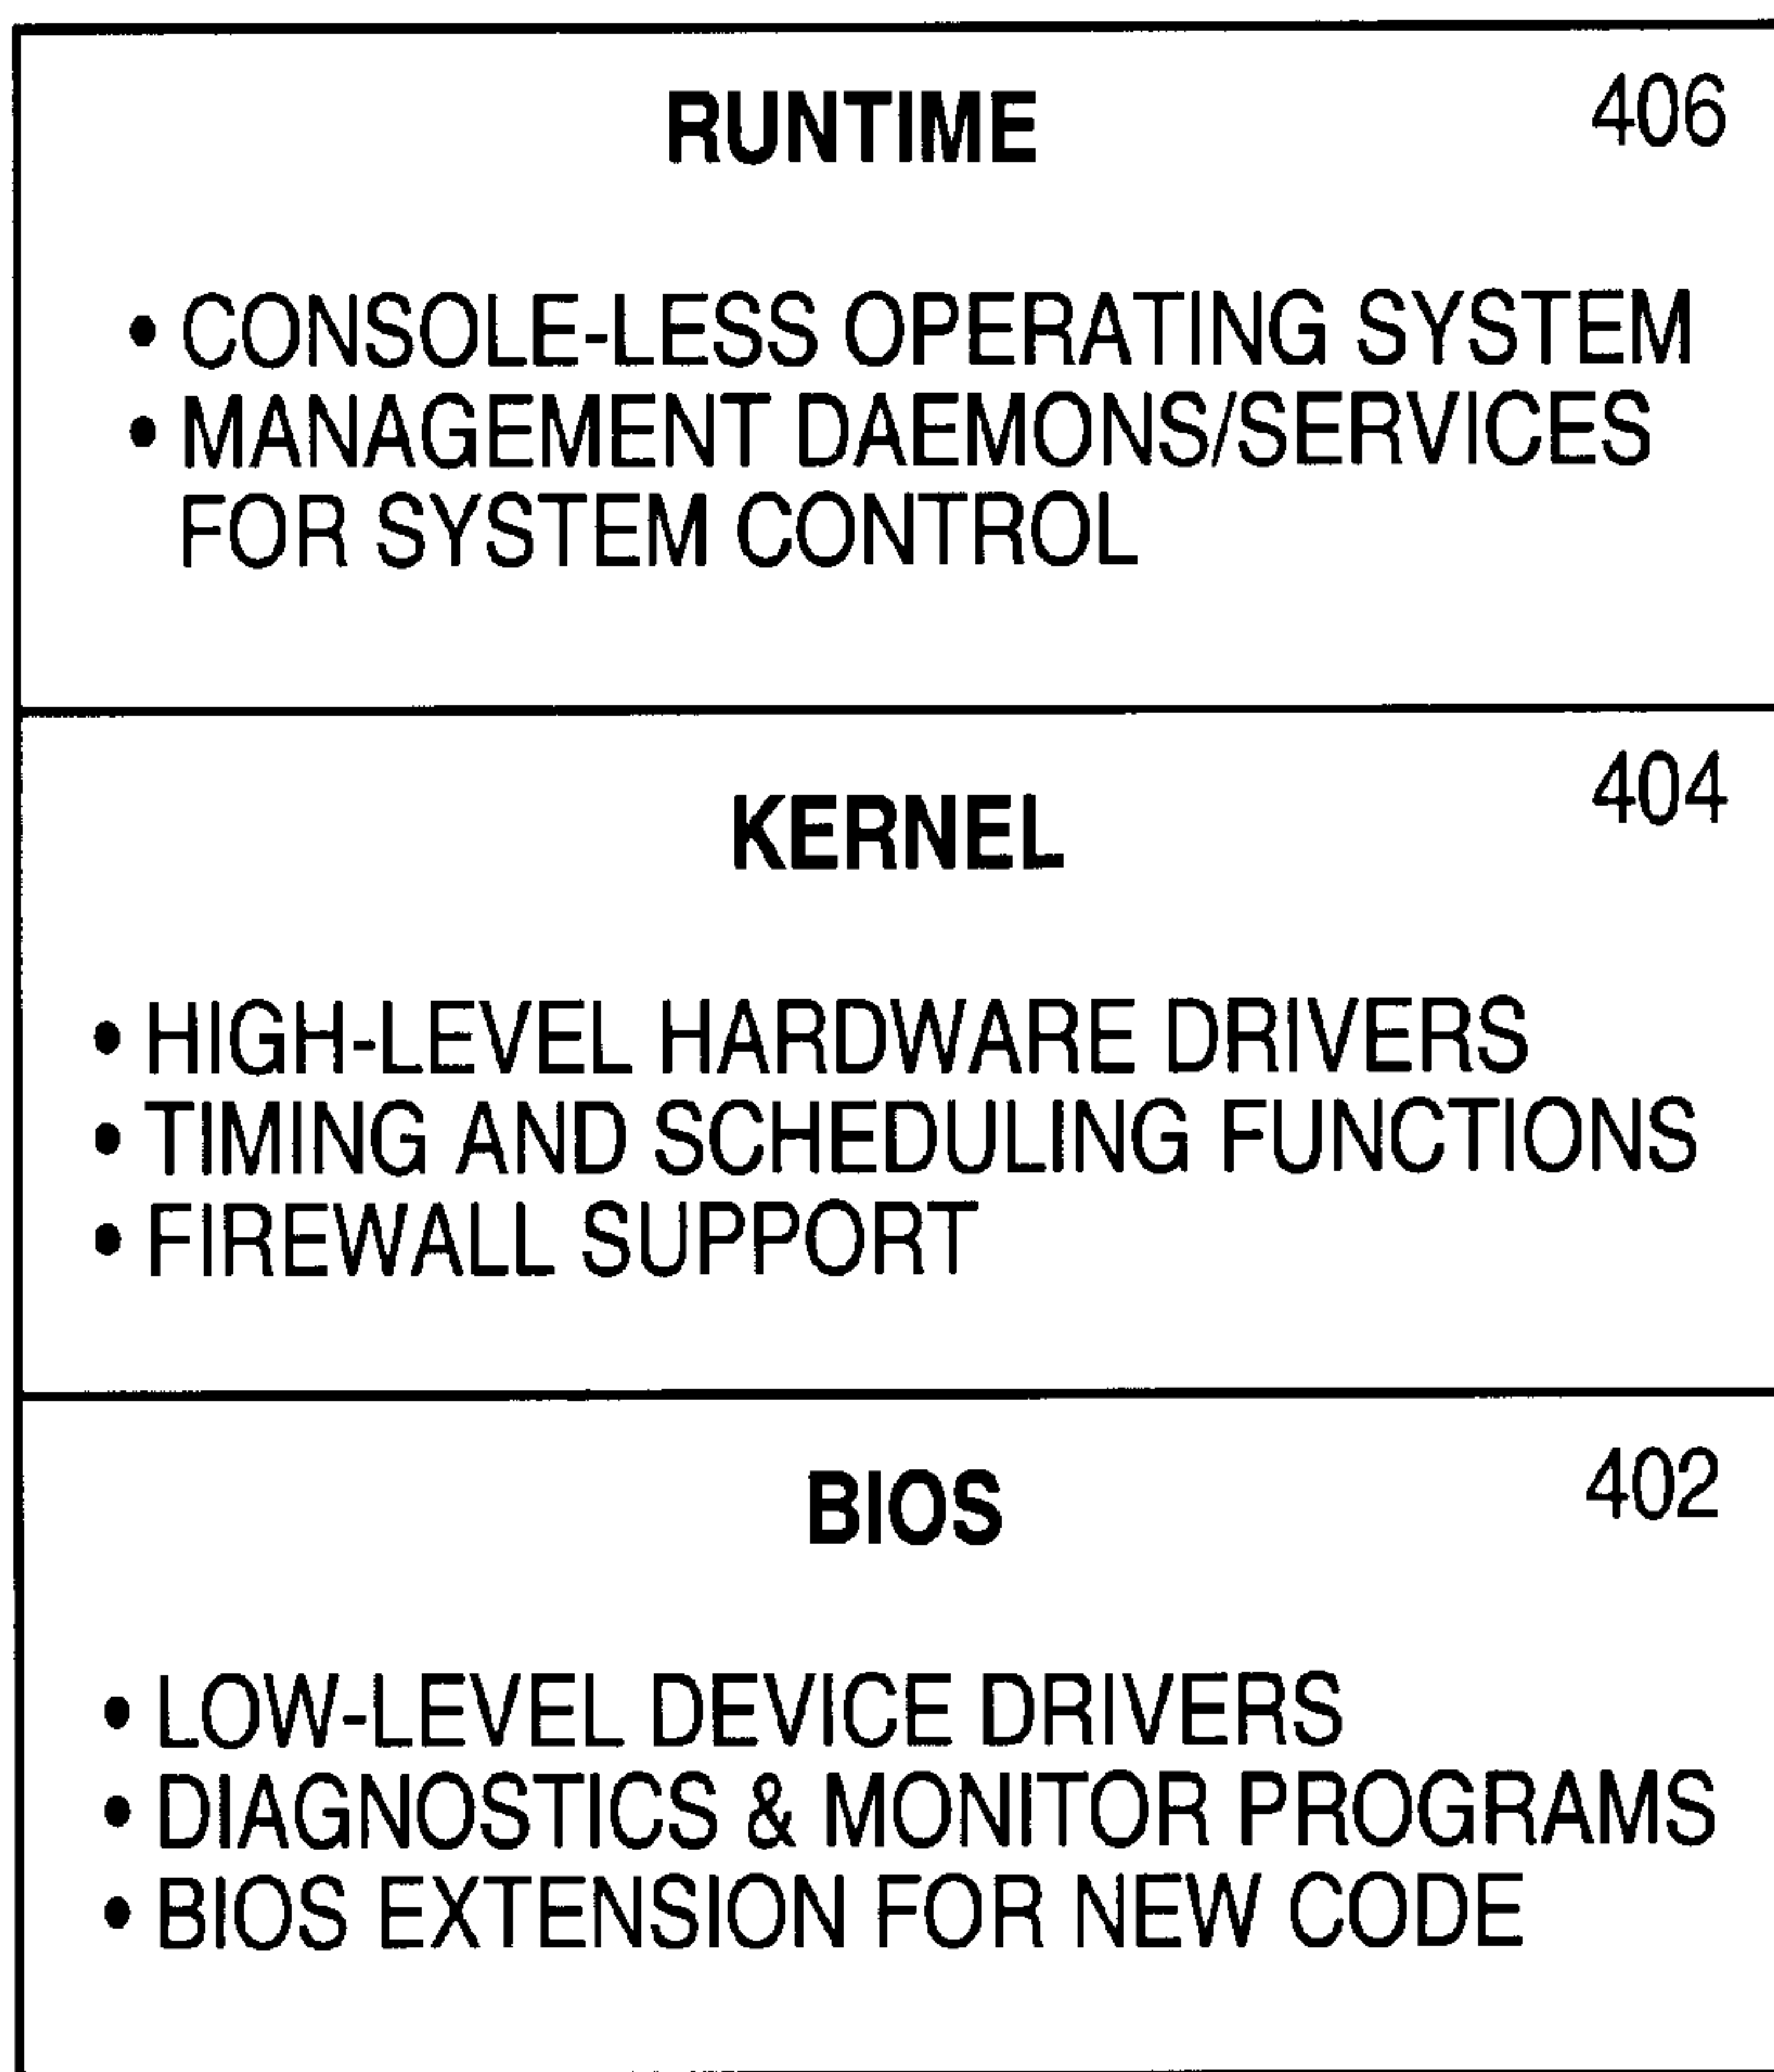 RUNTIME 406
• CONSOLE-LESS OPERATING SYSTEM
• MANAGEMENT DAEMONS/SERVICES
FOR SYSTEM CONTROL
404
KERNEL
• HIGH-LEVEL HARDWARE DRIVERS
• TIMING AND SCHEDULING FUNCTIONS
• FIREWALL SUPPORT
BIOS 402
• LOW-LEVEL DEVICE DRIVERS
• DIAGNOSTICS & MONITOR PROGRAMS
• BIOS EXTENSION FOR NEW CODE